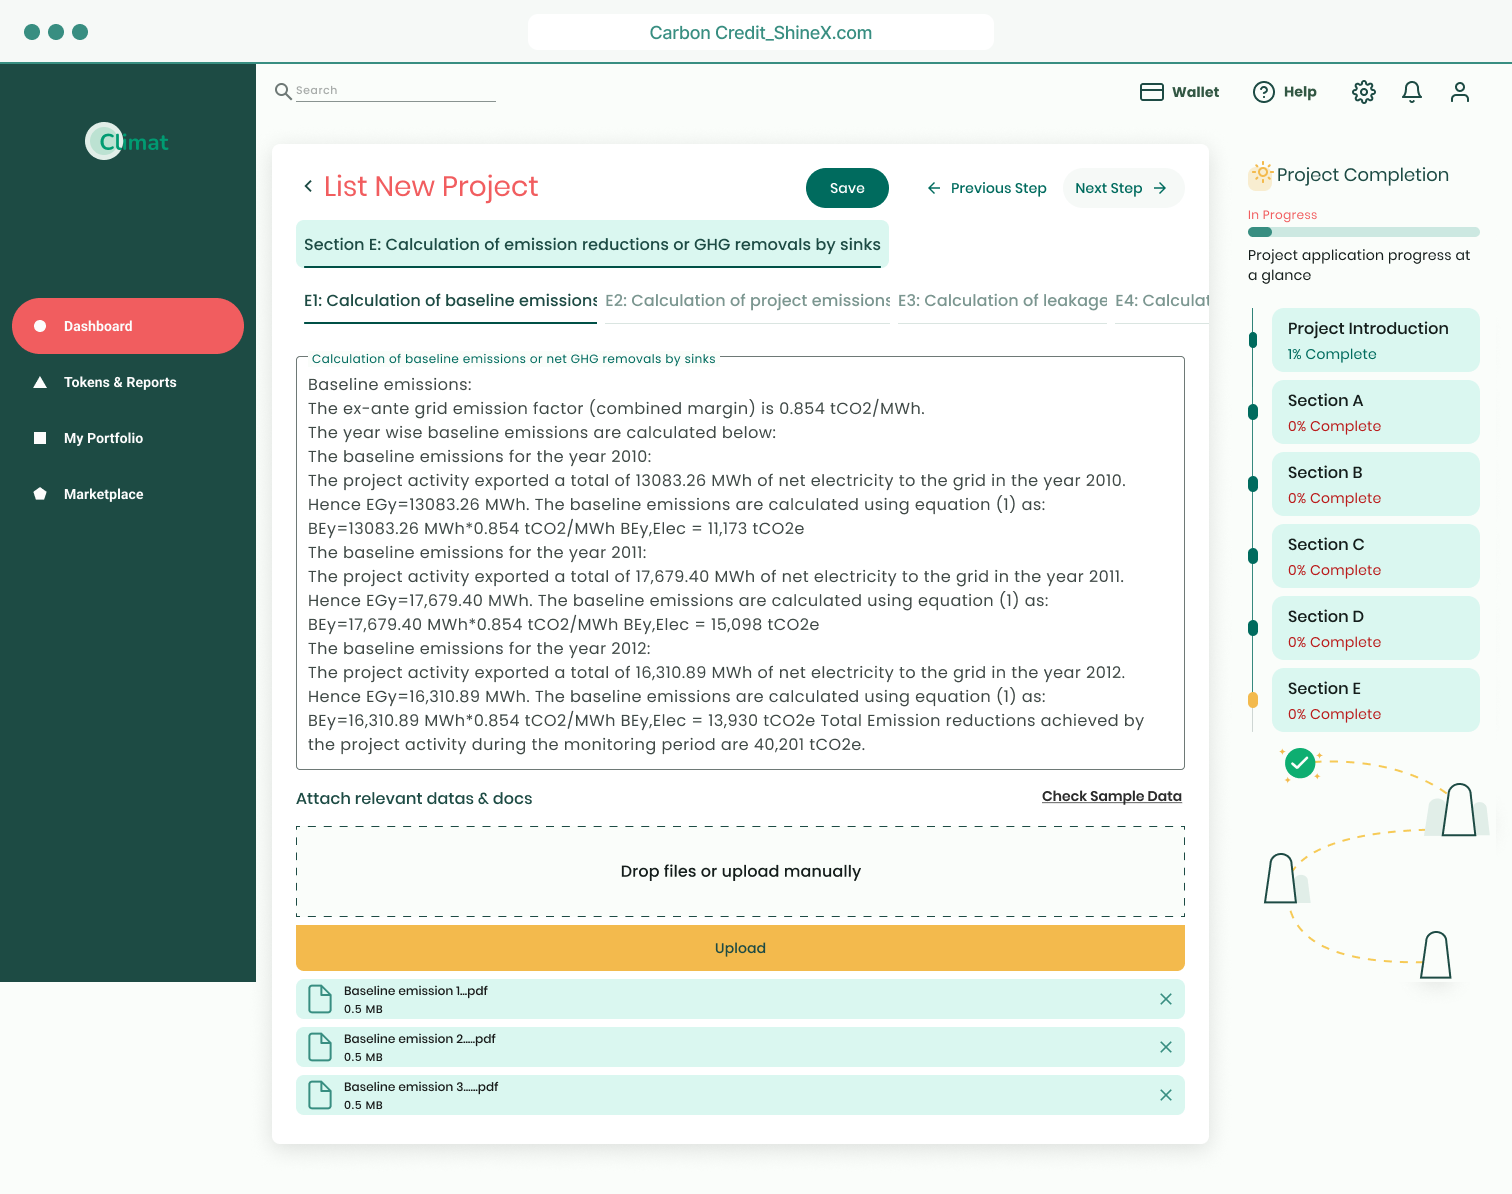 Carbon Credit_ShineX.com
Search
Wallet
Help
Climat
Dashboard
Tokens & Reports
My Portfolio
Marketplace
List New Project
Save
Previous Step
Next Step
Section E: Calculation of emission reductions or GHG removals by sinks
E1: Calculation of baseline emissions
E2: Calculation of project emissions
E3: Calculation of leakage
E4: Calculat
Calculation of baseline emissions or net GHG removals by sinks
Baseline emissions:
The ex-ante grid emission factor (combined margin) is 0.854 tCO2/MWh.
The year wise baseline emissions are calculated below:
The baseline emissions for the year 2010:
The project activity exported a total of 13083.26 MWh of net electricity to the grid in the year 2010.
Hence EGy=13083.26 MWh. The baseline emissions are calculated using equation (1) as:
BEy=13083.26 MWh*0.854 tCO2/MWh BEy,Elec = 11,173 tCO2e
The baseline emissions for the year 2011:
The project activity exported a total of 17,679.40 MWh of net electricity to the grid in the year 2011.
Hence EGy=17,679.40 MWh. The baseline emissions are calculated using equation (1) as:
BEy=17,679.40 MWh*0.854 tCO2/MWh BEy,Elec = 15,098 tCO2e
The baseline emissions for the year 2012:
The project activity exported a total of 16,310.89 MWh of net electricity to the grid in the year 2012.
Hence EGy=16,310.89 MWh. The baseline emissions are calculated using equation (1) as:
BEy=16,310.89 MWh*0.854 tCO2/MWh BEy,Elec = 13,930 tCO2e Total Emission reductions achieved by
the project activity during the monitoring period are 40,201 tCO2e.
Attach relevant datas & docs
Check Sample Data
Drop files or upload manually
Upload
Baseline emission 1...pdf
0.5 MB
Baseline emission 2.....pdf
0.5 MB
Baseline emission 3......pdf
0.5 MB
Project Completion
In Progress
Project application progress at
a glance
Project Introduction
1% Complete
Section A
0% Complete
Section B
0% Complete
Section C
0% Complete
Section D
0% Complete
Section E
0% Complete